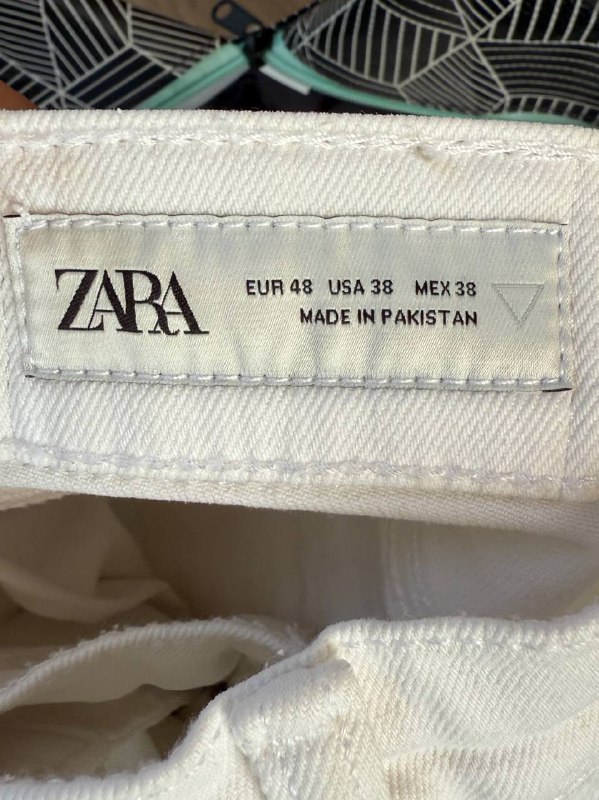 ZARA
EUR 48 USA 38 MEX 38
MADE IN PAKISTAN